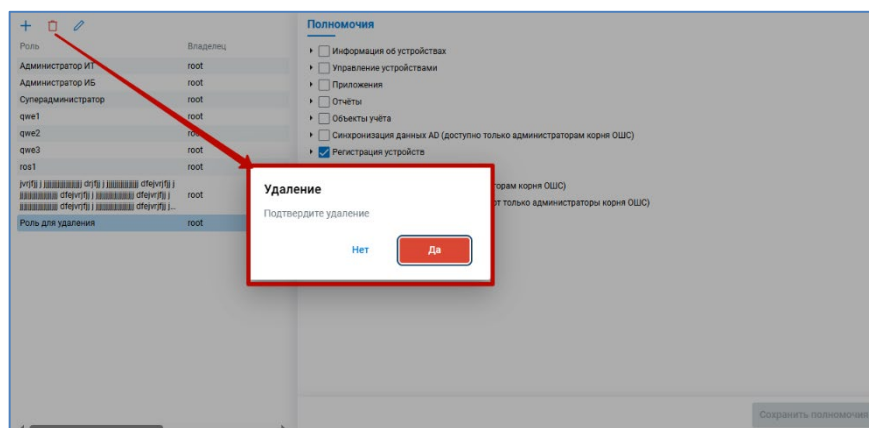 Роль
Владелец
Администратор ИТ
root
Администратор ИБ
root
Суперадминистратор
root
qwe1
root
qwe2
root
qwe3
root
ros1
root
Роль для удаления
root
Полномочия
Информация об устройствах
Управление устройствами
Приложения
Отчёты
Объекты учёта
Синхронизация данных AD (доступно только администраторам корня ОШС)
Регистрация устройств
торам корня ОШС)
от только администраторы корня ОШС)
Удаление
Подтвердите удаление
Нет
Да
Сохранить полномочия